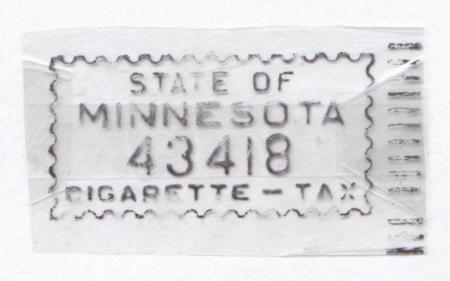 STATE OF
MINNESOTA
43418
CIGARETTE - TAX